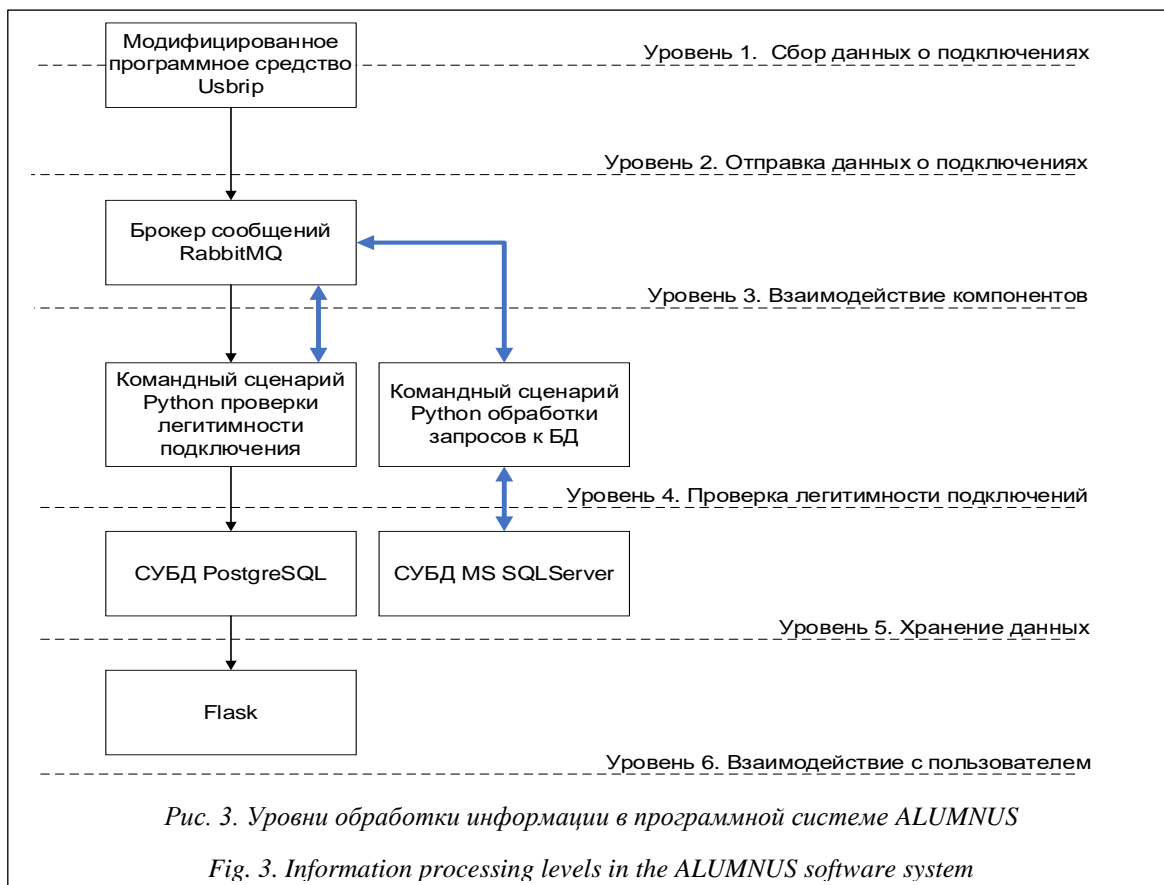 Модифицированное
программное средство
Usbrip
Уровень 1. Сбор данных о подключениях
Уровень 2. Отправка данных о подключениях
Брокер сообщений
RabbitMQ
Уровень 3. Взаимодействие компонентов
Командный сценарий
Python проверки
легитимности
подключения
Командный сценарий
Python обработки
запросов к БД
Уровень 4. Проверка легитимности подключений
СУБД PostgreSQL
СУБД MS SQLServer
Уровень 5. Хранение данных
Flask
Уровень 6. Взаимодействие с пользователем
Рис. 3. Уровни обработки информации в программной системе ALUMNUS
Fig. 3. Information processing levels in the ALUMNUS software system